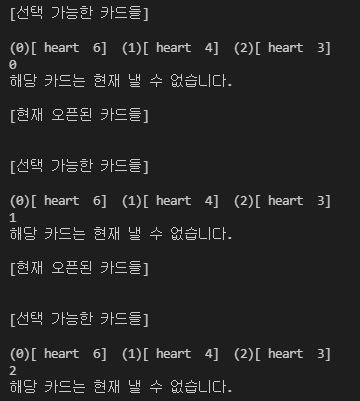 [선택 가능한 카드들]
(0)[ heart  6]  (1)[ heart  4]  (2)[ heart  3]
0
해당 카드는 현재 낼 수 없습니다.
[현재 오픈된 카드들]
[선택 가능한 카드들]
(0)[ heart  6]  (1)[ heart  4]  (2)[ heart  3]
1
해당 카드는 현재 낼 수 없습니다.
[현재 오픈된 카드들]
[선택 가능한 카드들]
(0)[ heart  6]  (1)[ heart  4]  (2)[ heart  3]
2
해당 카드는 현재 낼 수 없습니다.